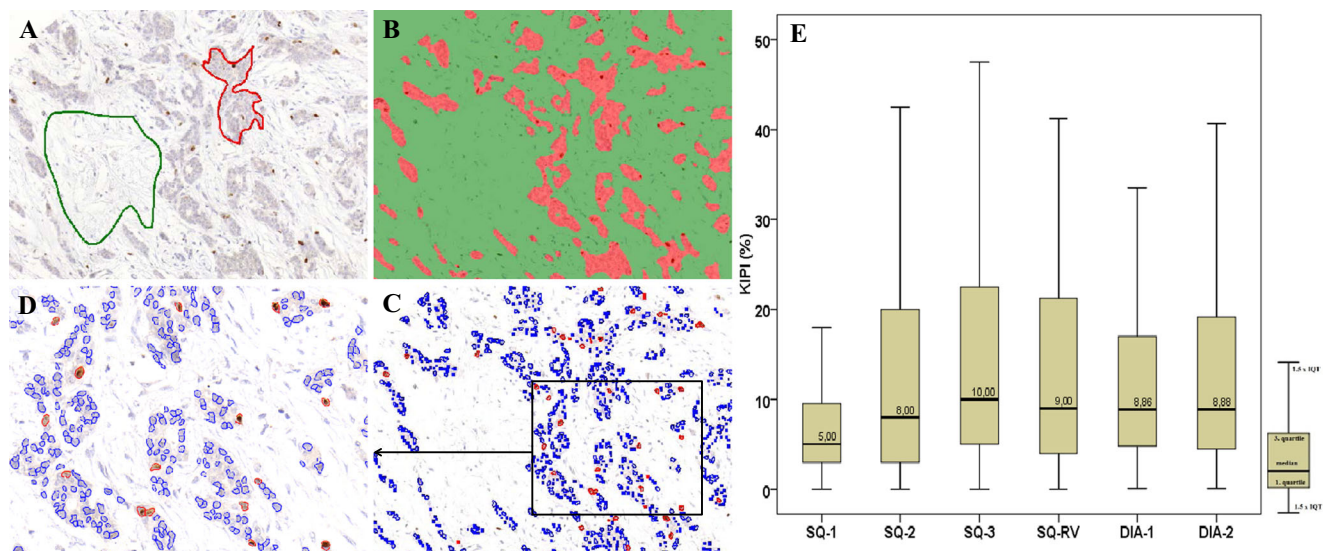 A
B
D
C
E
KIPI (%)
50
40
30
20
10
0
5,00
8,00
10,00
9,00
8,86
8,88
SQ-1
SQ-2
SQ-3
SQ-RV
DIA-1
DIA-2
1.5 x IQT
3. quartile
median
1. quartile
1.5 x IQT